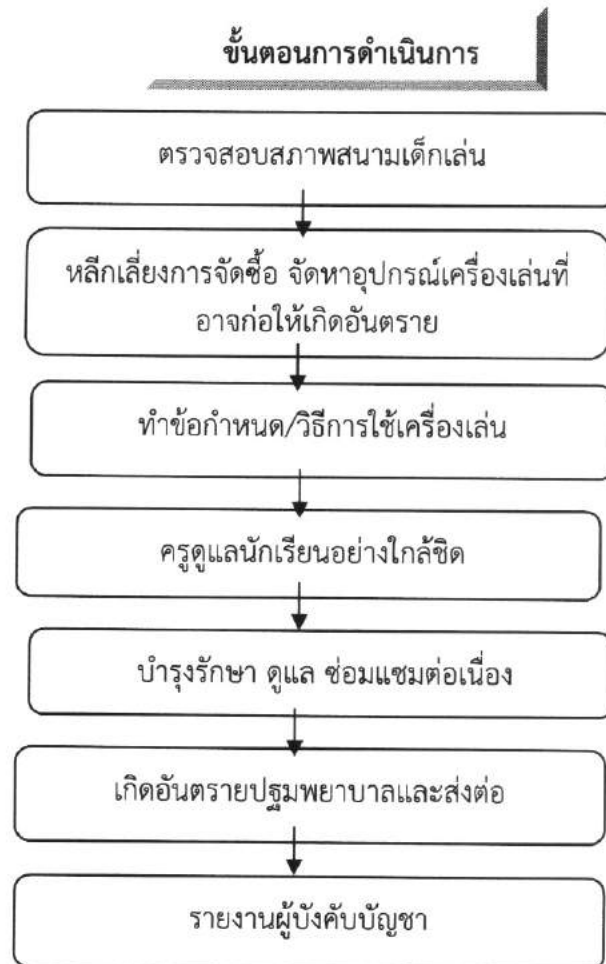 ขั้นตอนการดำเนินการ
ตรวจสอบสภาพสนามเด็กเล่น
หลีกเลี่ยงการจัดซื้อ จัดหาอุปกรณ์เครื่องเล่นที่
อาจก่อให้เกิดอันตราย
ทำข้อกำหนด/วิธีการใช้เครื่องเล่น
ครูดูแลนักเรียนอย่างใกล้ชิด
บำรุงรักษา ดูแล ซ่อมแซมต่อเนื่อง
เกิดอันตรายปฐมพยาบาลและส่งต่อ
รายงานผู้บังคับบัญชา